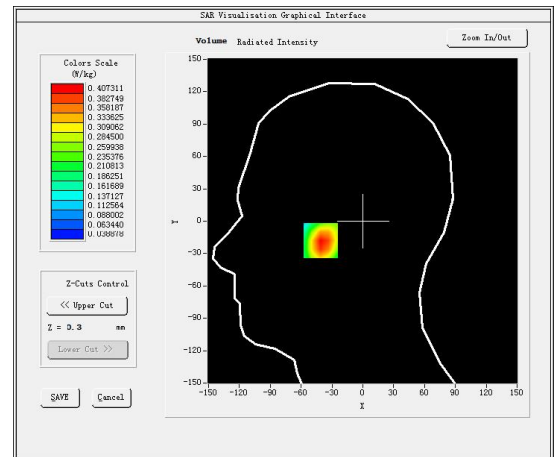 SAR Visualisation Graphical Interface
Volume Radiated Intensity
Zoom In/Out
Colors Scale
(W/kg)
0.407311
0.382749
0.358187
0.333625
0.309062
0.284500
0.259938
0.235376
0.210813
0.186251
0.161689
0.137127
0.112564
0.088002
0.063440
0.038878
Z-Cuts Control
<< Upper Cut
Z = 0.3 mm
Lower Cut >>
SAVE Cancel
150
120
90
60
30
Y 0
-30
-60
-90
-120
-150
-150 -120 -90 -60 -30 0 30 60 90 120 150
X